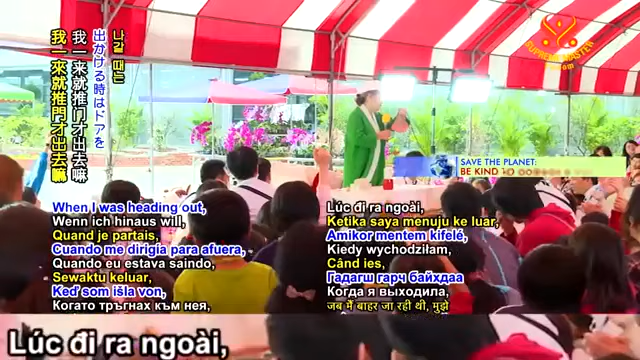 나갈 때는
出かける時はドアを
我一来就推门才出去嘛
我一來就推門才出去嘛
SUPREME MASTER
SAVE THE PLANET:
BE KIND TO
When I was heading out,
Wenn ich hinaus will,
Quand je partais,
Cuando me dirigía para afuera,
Quando eu estava saindo,
Sewaktu keluar,
Keď som išla von,
Когато тръгнах към нея,
Lúc đi ra ngoài,
Ketika saya menuju ke luar,
Amikor mentem kifelé,
Kiedy wychodziłam,
Când ies,
Гадагш гарч байхдаа
Когда я выходила,
जब मैं बाहर जा रही थी, मुझे
Lúc đi ra ngoài,